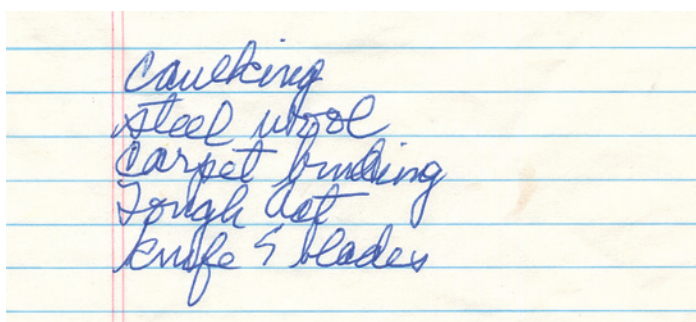 Caulking
steel wool
Carpet binding
Tough Act
knife & blades